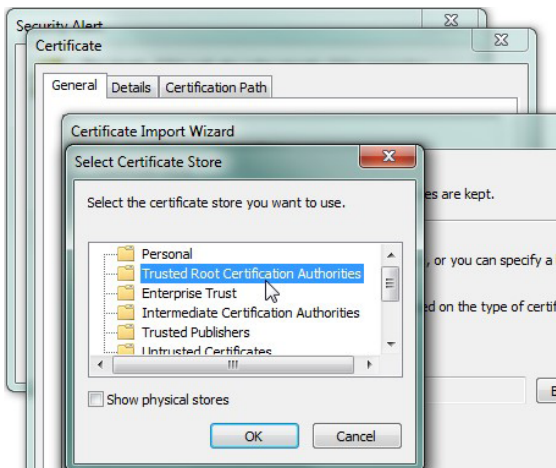 Security Alert
Certificate
General Details Certification Path
Certificate Import Wizard
Select Certificate Store
Select the certificate store you want to use.
es are kept.
Personal
Trusted Root Certification Authorities
, or you can specify a
Enterprise Trust
Intermediate Certification Authorities
ed on the type of certif
Trusted Publishers
Untrusted Certificates
Show physical stores
OK Cancel